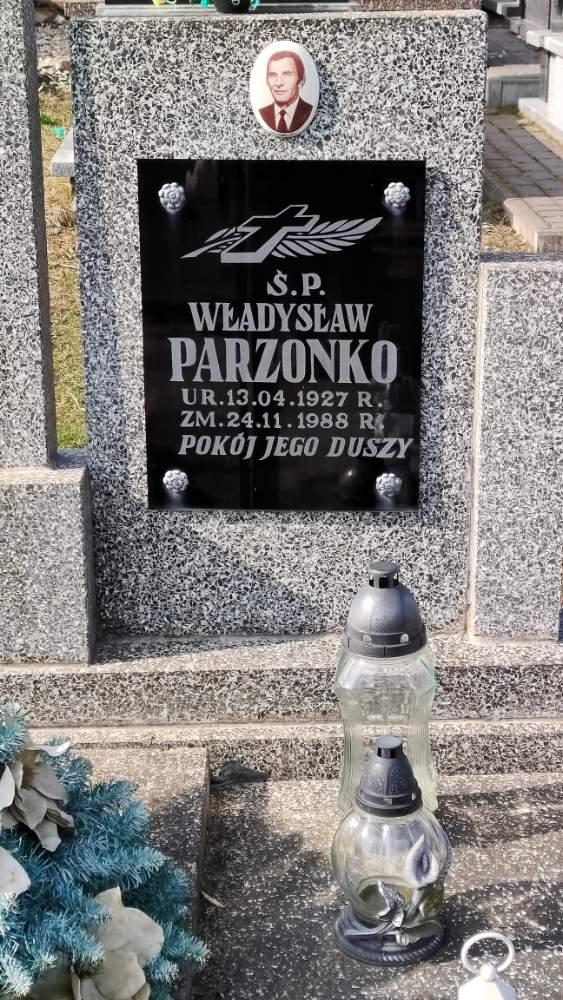 Ś.P.
WŁADYSŁAW
PARZONKO
UR.13.04.1927 R.
ZM.24.11.1988 R.
POKÓJ JEGO DUSZY